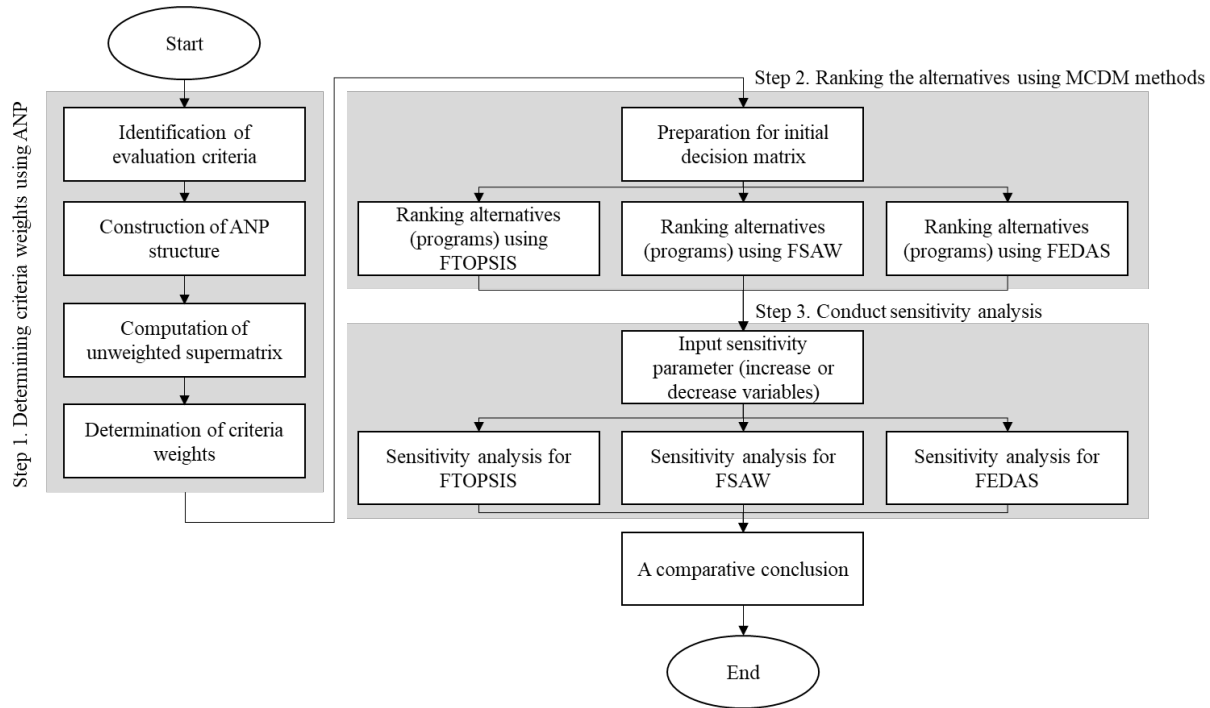 Start
Step 1. Determining criteria weights using ANP
Identification of
evaluation criteria
Construction of ANP
structure
Computation of
unweighted supermatrix
Determination of criteria
weights
Step 2. Ranking the alternatives using MCDM methods
Preparation for initial
decision matrix
Ranking alternatives
(programs) using
FTOPSIS
Ranking alternatives
(programs) using FSAW
Ranking alternatives
(programs) using FEDAS
Step 3. Conduct sensitivity analysis
Input sensitivity
parameter (increase or
decrease variables)
Sensitivity analysis for
FTOPSIS
Sensitivity analysis for
FSAW
Sensitivity analysis for
FEDAS
A comparative conclusion
End